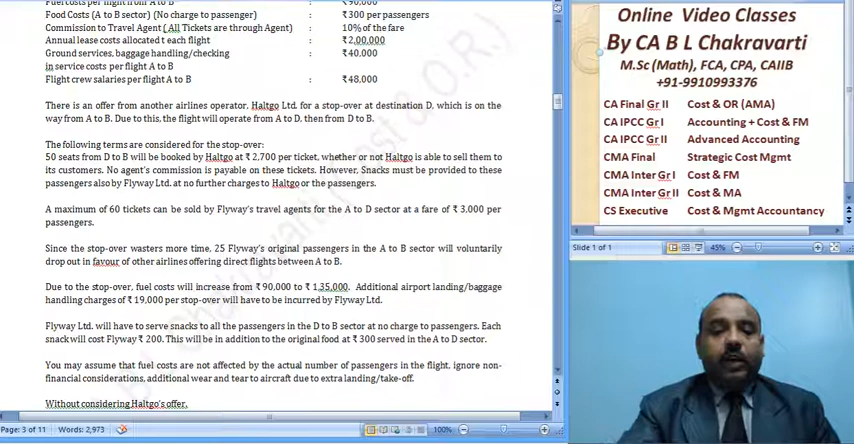 Fuel costs per flight from A to B : ₹90,000
Food Costs (A to B sector) (No charge to passenger) : ₹300 per passengers
Commission to Travel Agent ( All Tickets are through Agent) : 10% of the fare
Annual lease costs allocated t each flight : ₹2,00,000
Ground services, baggage handling/checking : ₹40,000
in service costs per flight A to B
Flight crew salaries per flight A to B : ₹48,000
There is an offer from another airlines operator, Haltgo Ltd. for a stop-over at destination D, which is on the
way from A to B. Due to this, the flight will operate from A to D, then from D to B.
The following terms are considered for the stop-over:
50 seats from D to B will be booked by Haltgo at ₹2,700 per ticket, whether or not Haltgo is able to sell them to
its customers. No agent's commission is payable on these tickets. However, Snacks must be provided to these
passengers also by Flyway Ltd. at no further charges to Haltgo or the passengers.
A maximum of 60 tickets can be sold by Flyway's travel agents for the A to D sector at a fare of ₹ 3,000 per
passengers.
Since the stop-over wasters more time, 25 Flyway's original passengers in the A to B sector will voluntarily
drop out in favour of other airlines offering direct flights between A to B.
Due to the stop-over, fuel costs will increase from ₹90,000 to ₹1,35,000. Additional airport landing/baggage
handling charges of ₹19,000 per stop-over will have to be incurred by Flyway Ltd.
Flyway Ltd. will have to serve snacks to all the passengers in the D to B sector at no charge to passengers. Each
snack will cost Flyway ₹ 200. This will be in addition to the original food at ₹300 served in the A to D sector.
You may assume that fuel costs are not affected by the actual number of passengers in the flight, ignore non-
financial considerations, additional wear and tear to aircraft due to extra landing/take-off.
Without considering Haltgo's offer,
Page: 3 of 11 Words: 2,973 100%
Online Video Classes
By CA B L Chakravarti
M.Sc (Math), FCA, CPA, CAIIB
+91-9910993376
CA Final Gr II Cost & OR (AMA)
CA IPCC Gr I Accounting + Cost & FM
CA IPCC Gr II Advanced Accounting
CMA Final Strategic Cost Mgmt
CMA Inter Gr I Cost & FM
CMA Inter Gr II Cost & MA
CS Executive Cost & Mgmt Accountancy
Slide 1 of 1 45%